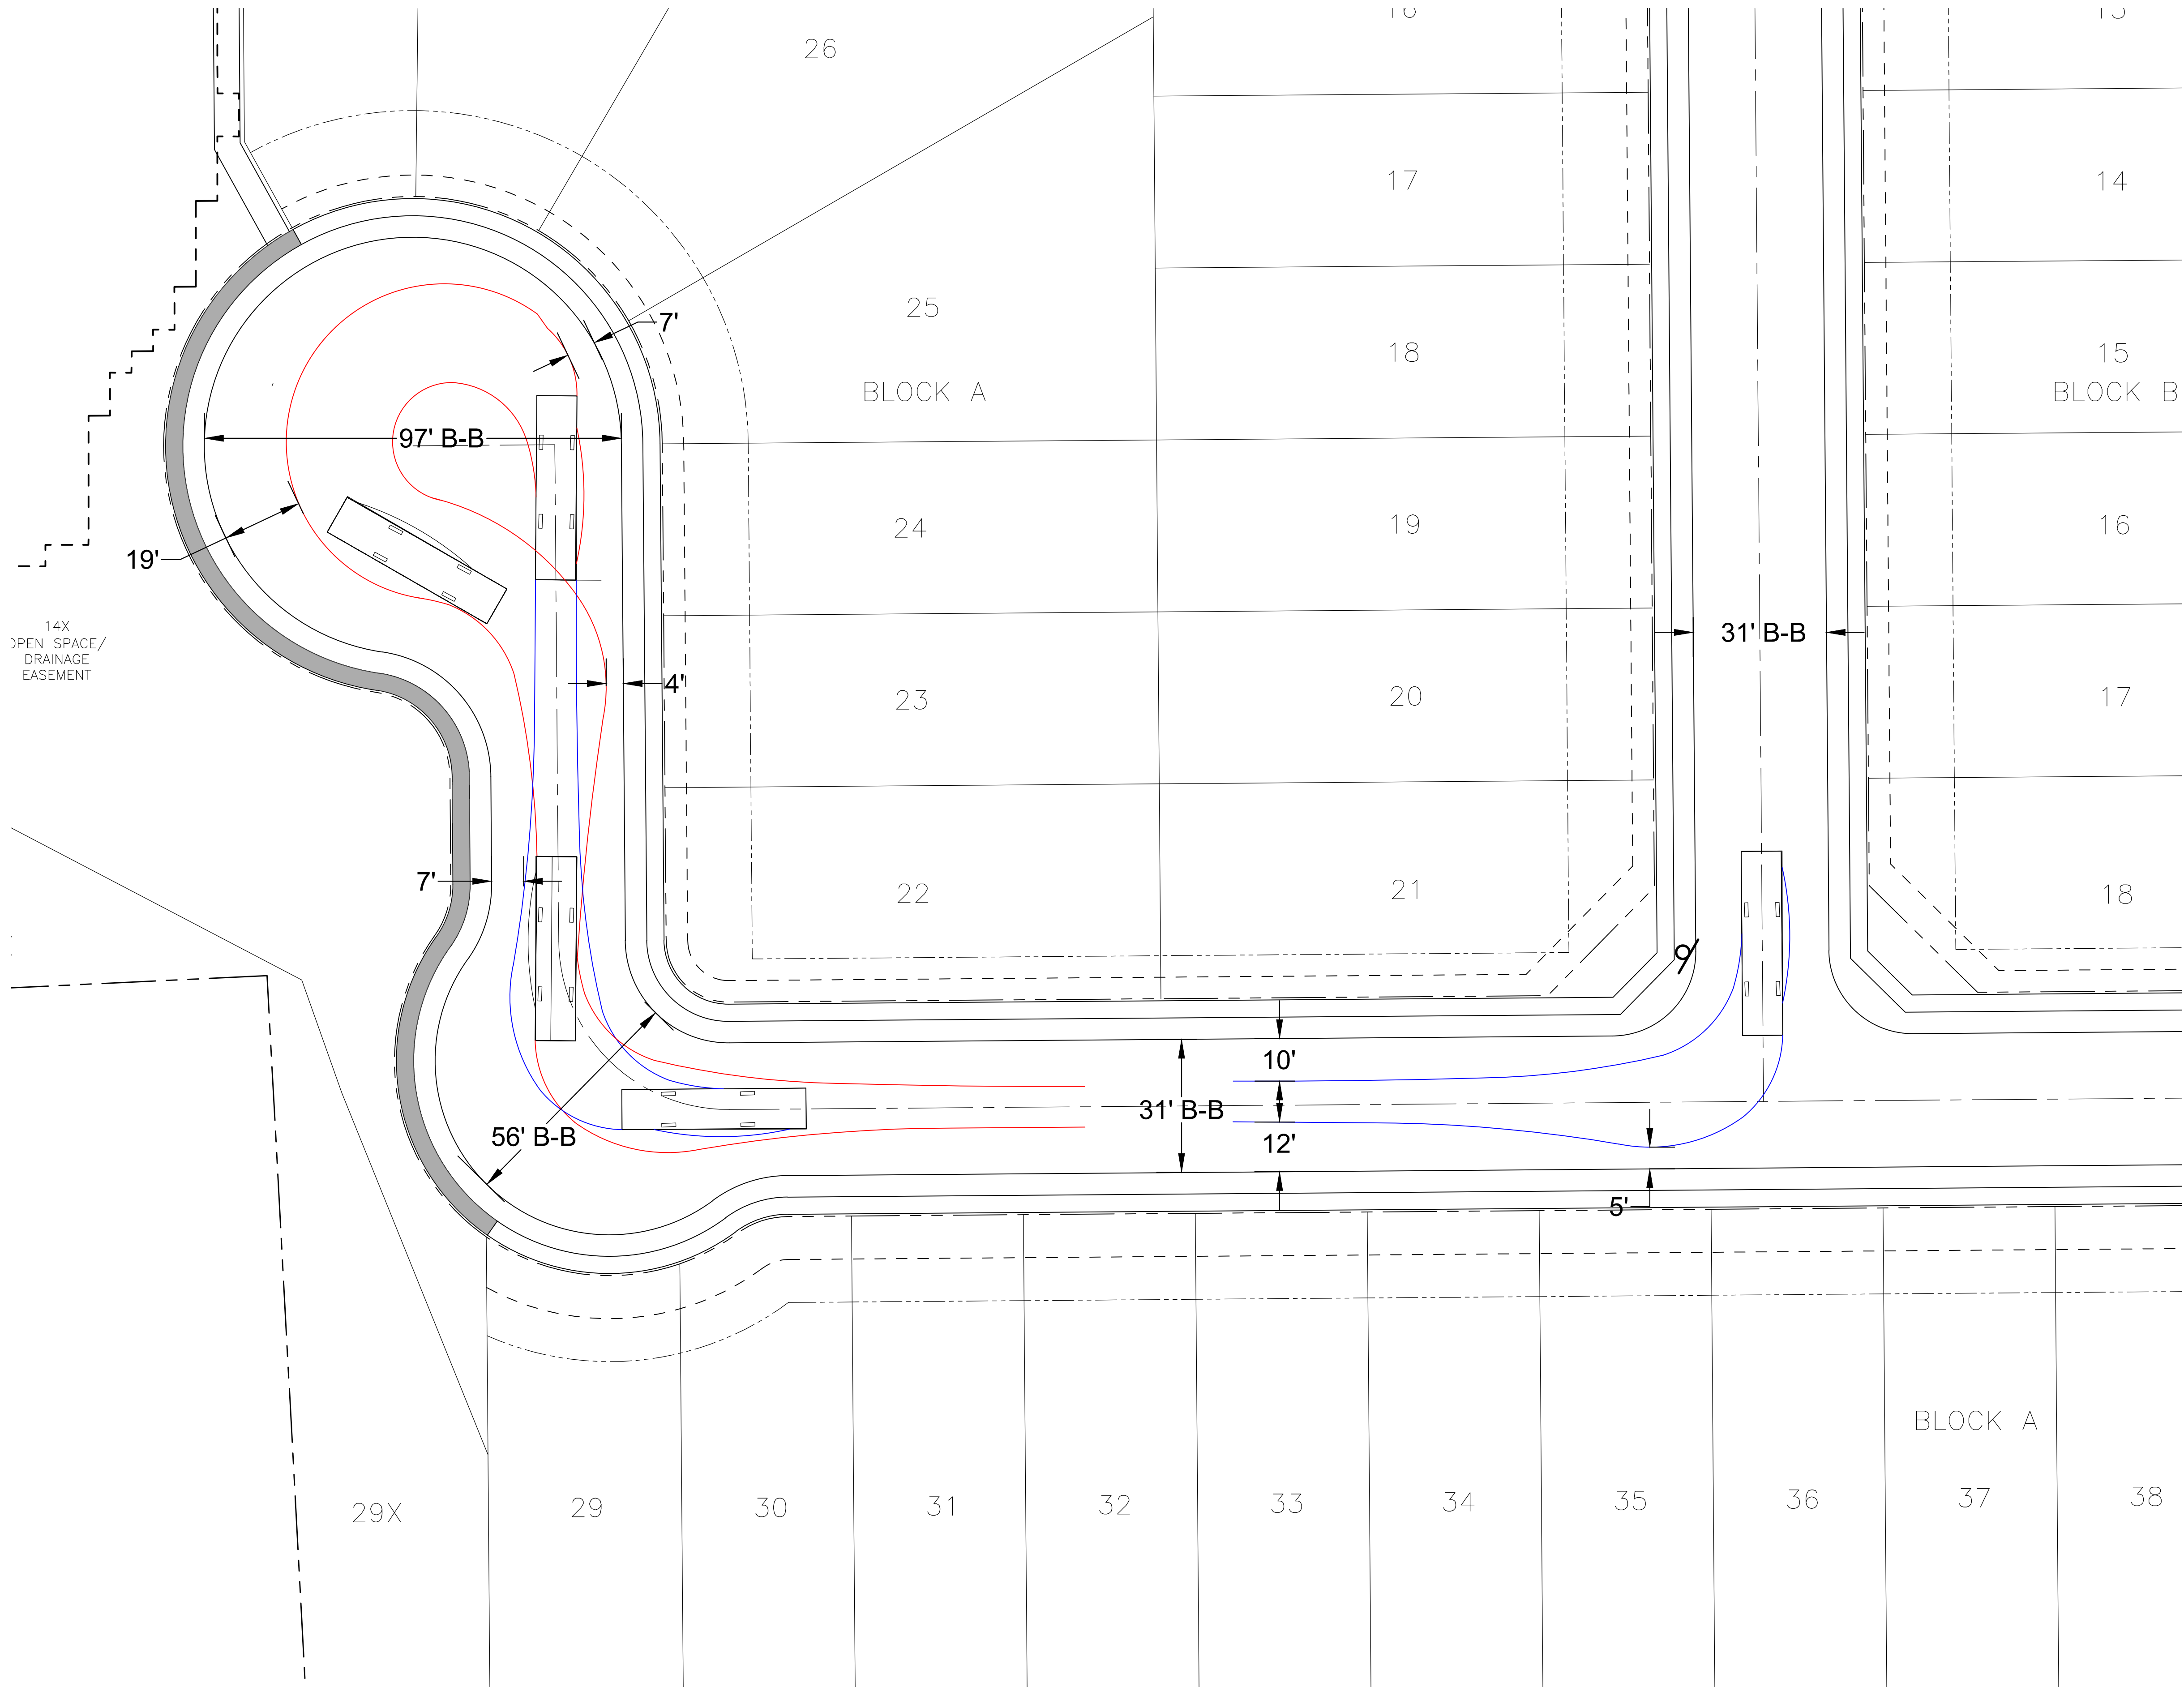 26
17
14
25
18
15
BLOCK A
BLOCK B
7'
97' B-B
24
19
16
19'
14X
OPEN SPACE/
DRAINAGE
EASEMENT
31' B-B
4'
23
20
17
7'
22
21
18
10'
31' B-B
56' B-B
12'
5'
BLOCK A
29X
29
30
31
32
33
34
35
36
37
38